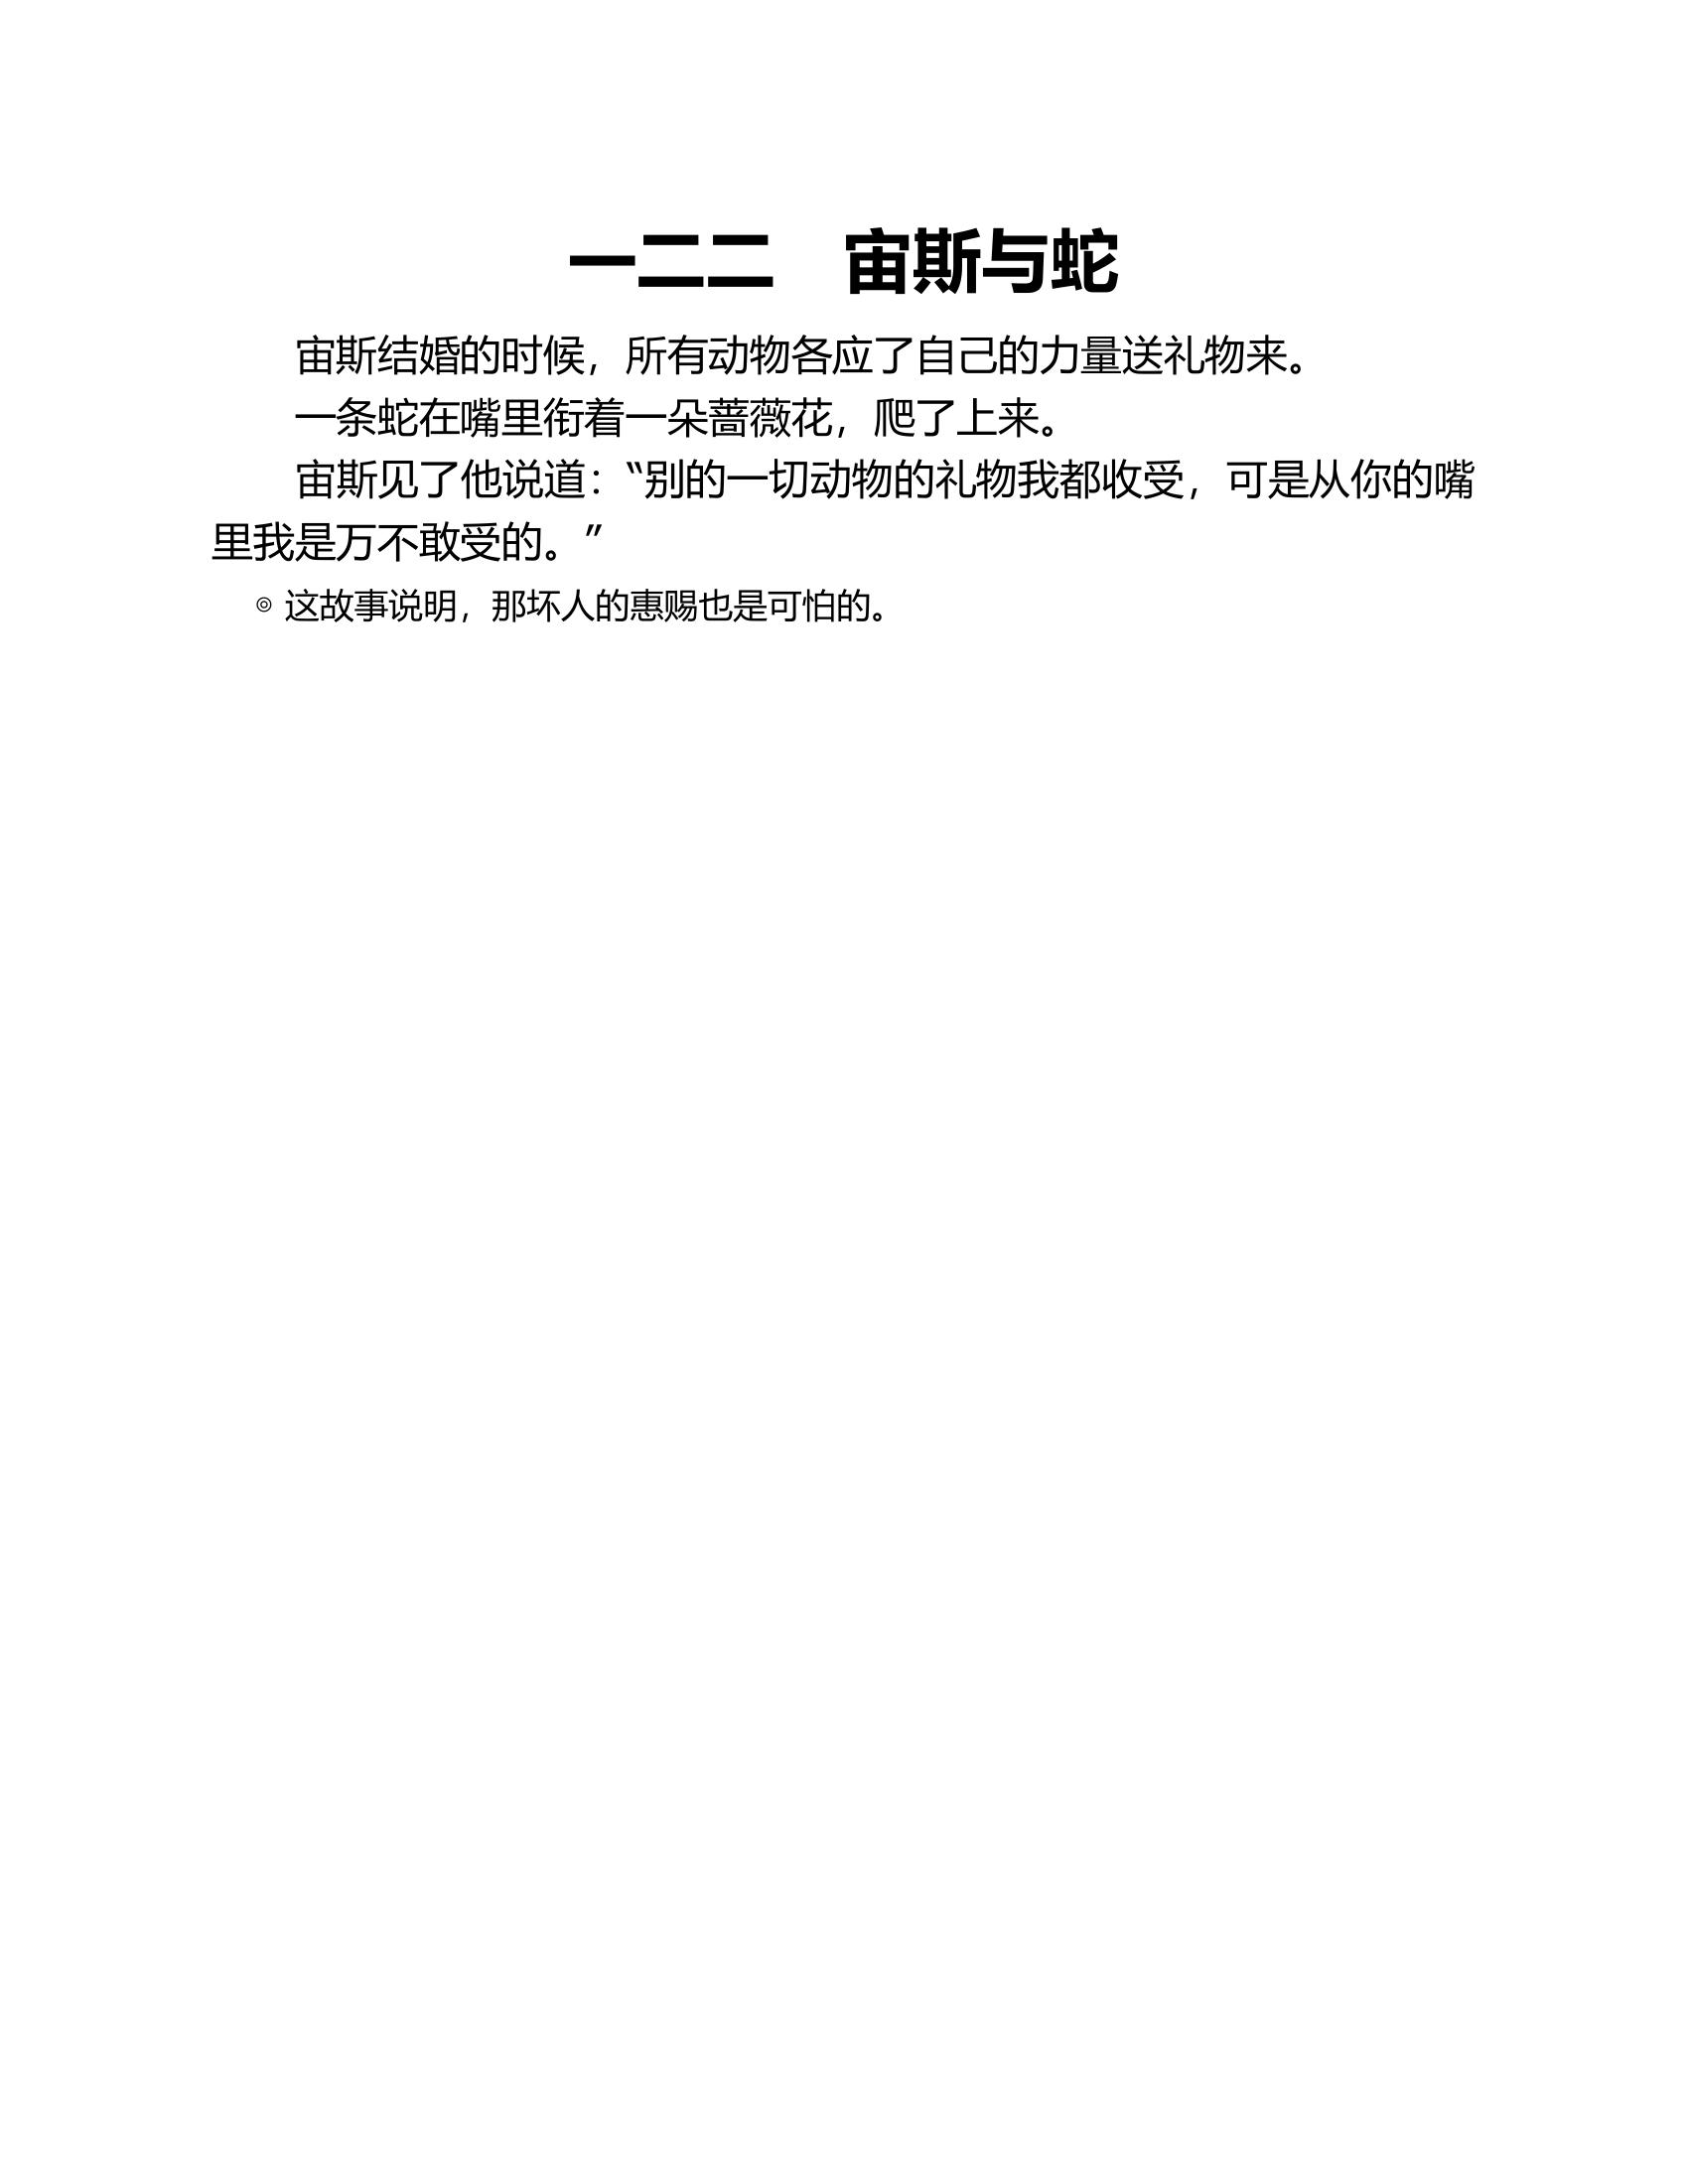 一二二　宙斯与蛇
宙斯结婚的时候，所有动物各应了自己的力量送礼物来。
一条蛇在嘴里衔着一朵蔷薇花，爬了上来。
宙斯见了他说道：“别的一切动物的礼物我都收受，可是从你的嘴
里我是万不敢受的。”
◎ 这故事说明，那坏人的惠赐也是可怕的。